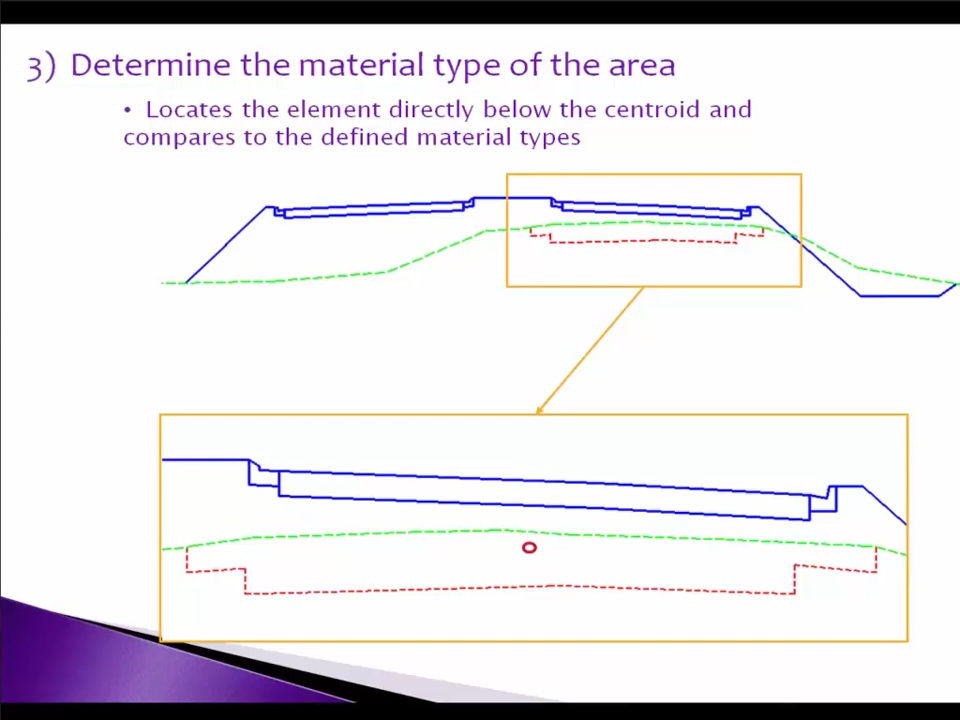 3) Determine the material type of the area
• Locates the element directly below the centroid and
compares to the defined material types